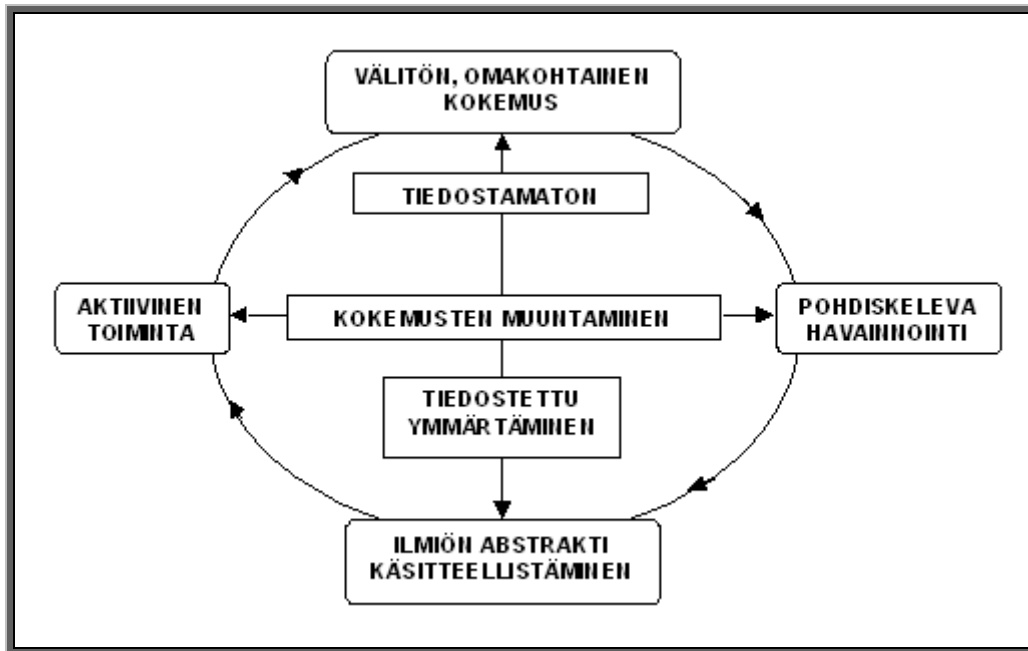 VÄLITÖN, OMAKOHTAINEN
KOKEMUS
TIEDOSTAMATON
AKTIIVINEN
TOIMINTA
KOKEMUSTEN MUUNTAMINEN
POHDISKELEVA
HAVAINNOINTI
TIEDOSTETTU
YMMÄRTÄMINEN
ILMIÖN ABSTRAKTI
KÄSITTEELLISTÄMINEN